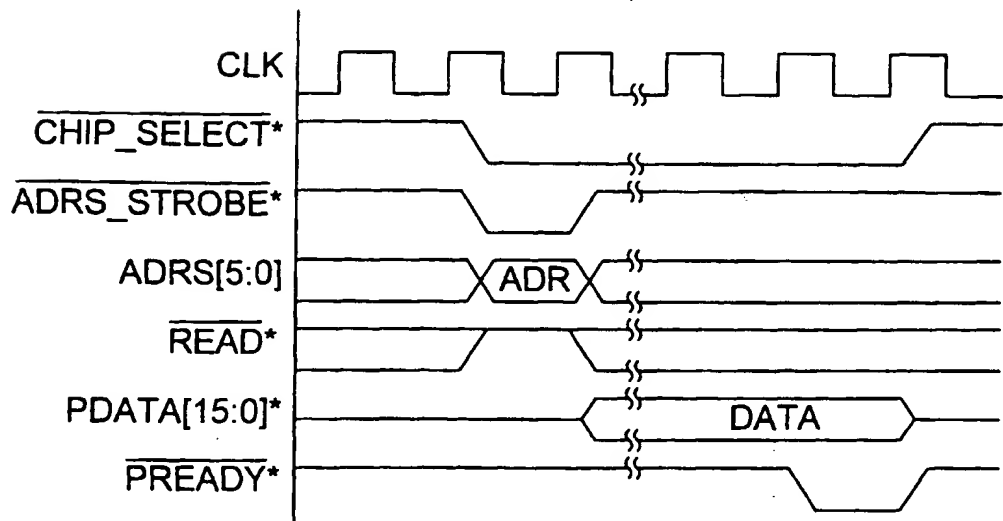 CLK
CHIP_SELECT*
ADRS_STROBE*
ADRS[5:0]
ADR
READ*
PDATA[15:0]*
DATA
PREADY*